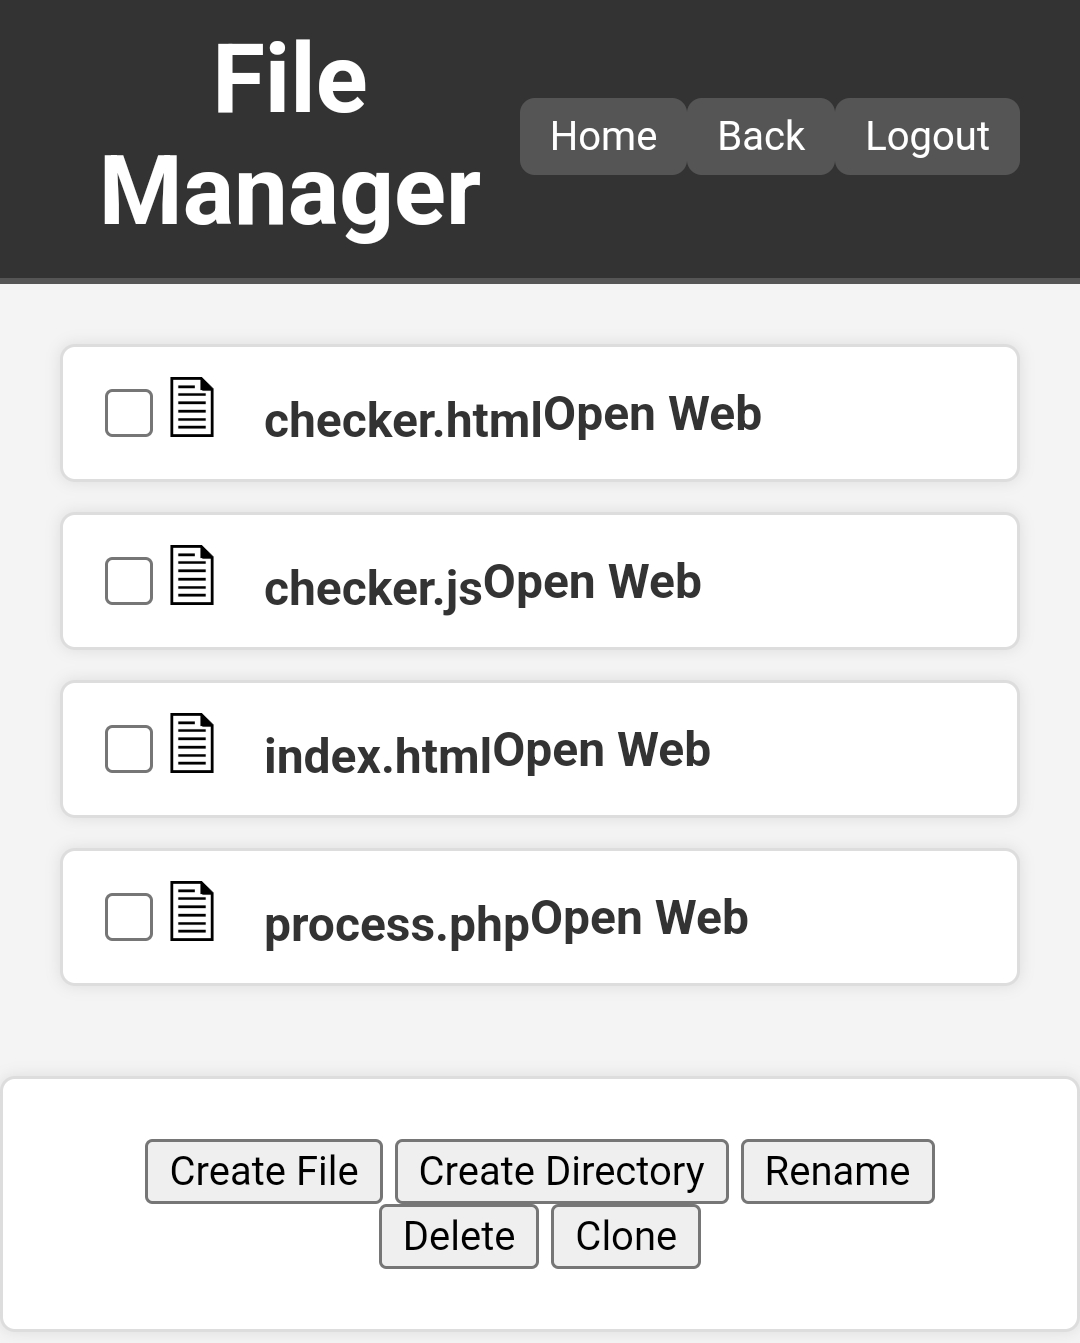 File
Manager
Home Back Logout
checker.htmlOpen Web
checker.jsOpen Web
index.htmlOpen Web
process.phpOpen Web
Create File Create Directory Rename
Delete Clone